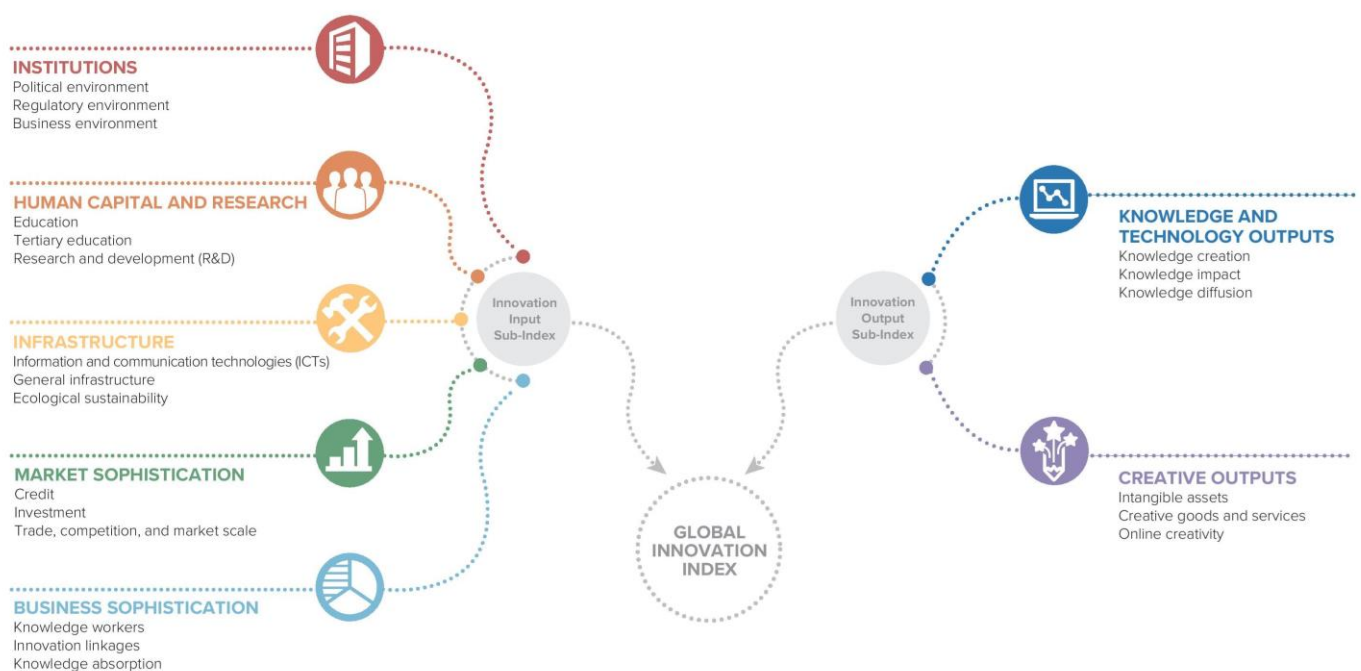 INSTITUTIONS
Political environment
Regulatory environment
Business environment
HUMAN CAPITAL AND RESEARCH
Education
Tertiary education
Research and development (R&D)
INFRASTRUCTURE
Information and communication technologies (ICTs)
General infrastructure
Ecological sustainability
MARKET SOPHISTICATION
Credit
Investment
Trade, competition, and market scale
BUSINESS SOPHISTICATION
Knowledge workers
Innovation linkages
Knowledge absorption
Innovation
Input
Sub-Index
GLOBAL
INNOVATION
INDEX
Innovation
Output
Sub-Index
KNOWLEDGE AND
TECHNOLOGY OUTPUTS
Knowledge creation
Knowledge impact
Knowledge diffusion
CREATIVE OUTPUTS
Intangible assets
Creative goods and services
Online creativity